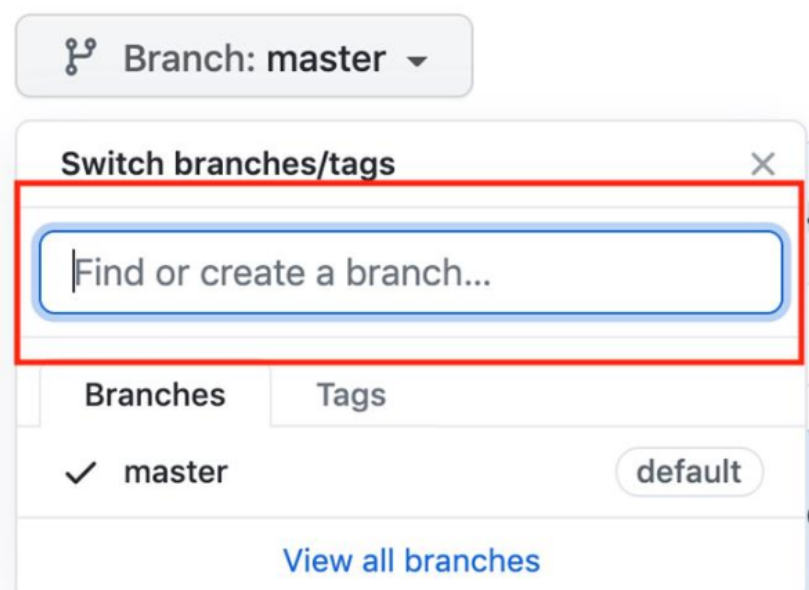 Branch: master
Switch branches/tags
Find or create a branch...
Branches Tags
master default
View all branches